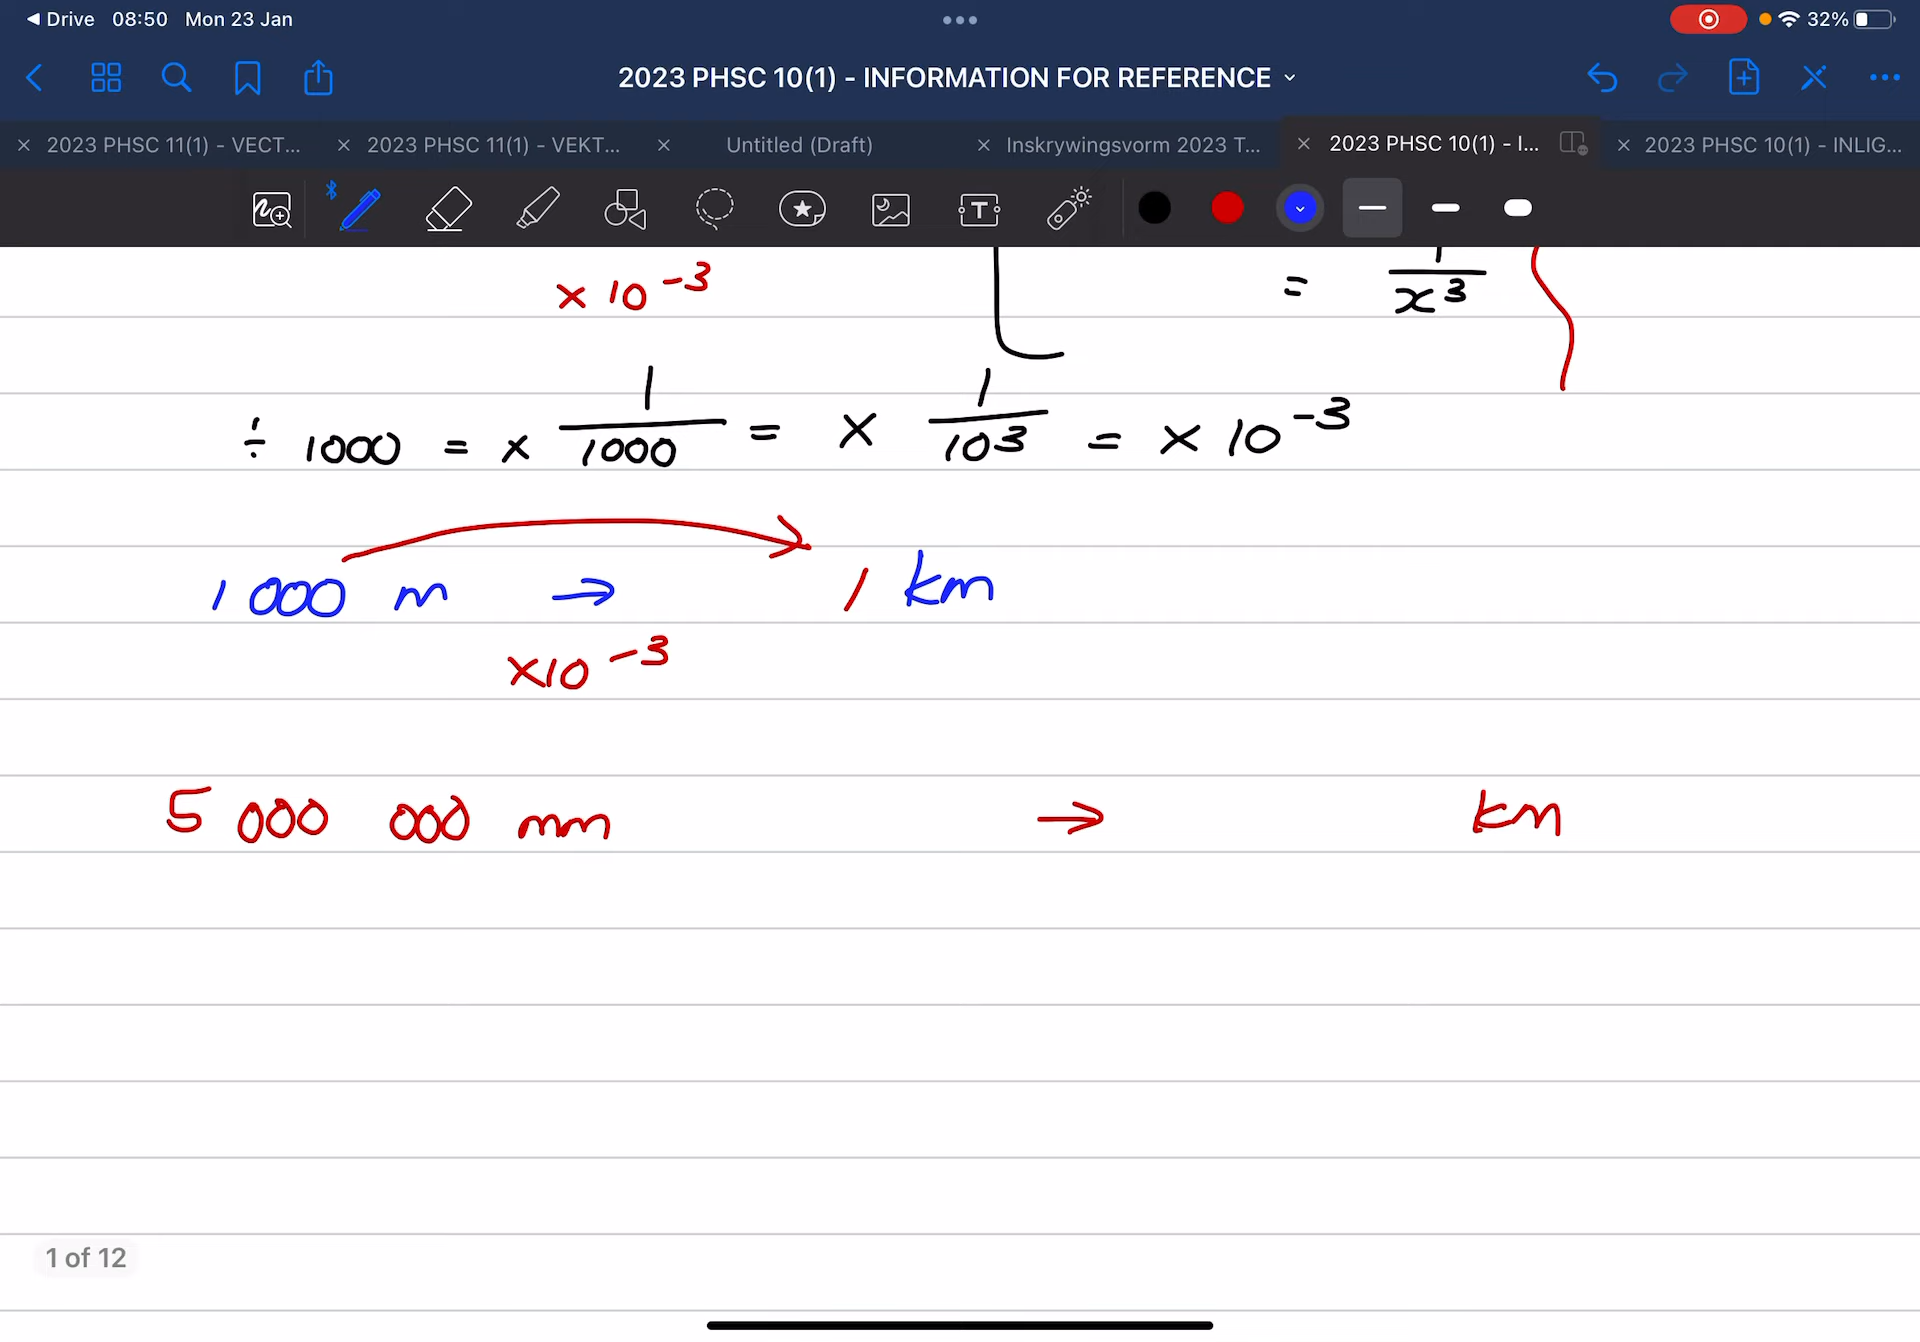 Drive 08:50 Mon 23 Jan 32%
2023 PHSC 10(1) - INFORMATION FOR REFERENCE
2023 PHSC 11(1) - VECT... 2023 PHSC 11(1) - VEKT... Untitled (Draft) Inskrywingsvorm 2023 T... 2023 PHSC 10(1) - I... 2023 PHSC 10(1) - INLIG...
× 10⁻³ = 1/x³
÷ 1000 = × 1/1000 = × 1/10³ = × 10⁻³
1 000 m → 1 km
×10⁻³
5 000 000 mm → km
1 of 12